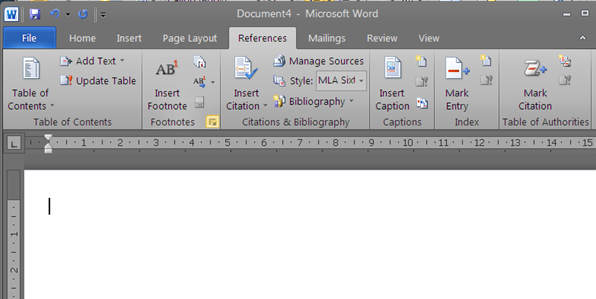 Document4 - Microsoft Word
File Home Insert Page Layout References Mailings Review View
Table of Contents
Add Text
Update Table
Table of Contents
AB1
Insert Footnote
AB
Footnotes
Insert Citation
Manage Sources
Style: MLA Sixt
Bibliography
Citations & Bibliography
Insert Caption
Captions
Mark Entry
Index
Mark Citation
Table of Authorities
L
1 2 3 4 5 6 7 8 9 10 11 12 13 14 15
1
2